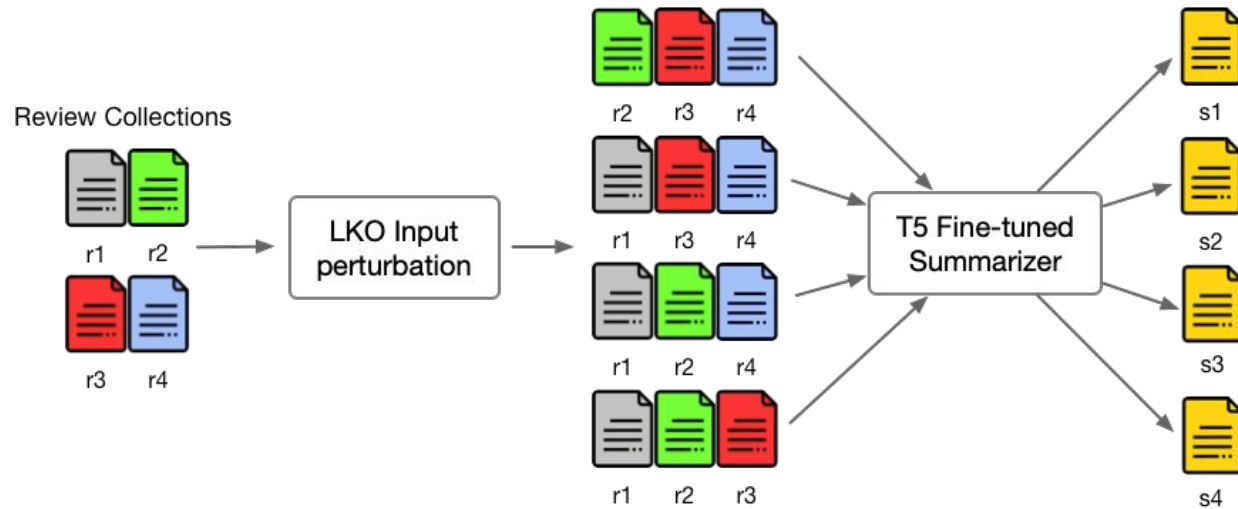 Review Collections
r1 r2
r3 r4
LKO Input
perturbation
r2 r3 r4
r1 r3 r4
r1 r2 r4
r1 r2 r3
T5 Fine-tuned
Summarizer
s1
s2
s3
s4